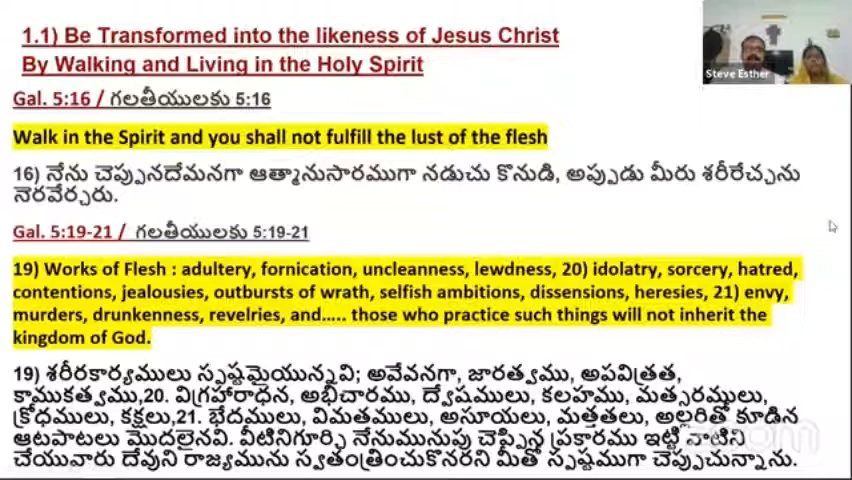 1.1) Be Transformed into the likeness of Jesus Christ
By Walking and Living in the Holy Spirit
Steve Esther
Gal. 5:16 / గలతీయులకు 5:16
Walk in the Spirit and you shall not fulfill the lust of the flesh
16) నేను చెప్పునదేమనగా ఆత్మానుసారముగా నడుచు కొనుడి, అప్పుడు మీరు శరీరేచ్ఛను
నెరవేర్చరు.
Gal. 5:19-21 / గలతీయులకు 5:19-21
19) Works of Flesh : adultery, fornication, uncleanness, lewdness, 20) idolatry, sorcery, hatred,
contentions, jealousies, outbursts of wrath, selfish ambitions, dissensions, heresies, 21) envy,
murders, drunkenness, revelries, and….. those who practice such things will not inherit the
kingdom of God.
19) శరీరకార్యములు స్పష్టమైయున్నవి; అవేవనగా, జారత్వము, అపవిత్రత,
కాముకత్వము,20. విగ్రహారాధన, అభిచారము, ద్వేషములు, కలహము, మత్సరములు,
క్రోధములు, కక్షలు,21. భేదములు, విమతములు, అసూయలు, మత్తతలు, అల్లరితో కూడిన
ఆటపాటలు మొదలైనవి. వీటినిగూర్చి నేనుమునుపు చెప్పిన ప్రకారము ఇట్టి వాటిని
చేయువారు దేవుని రాజ్యమును స్వతంత్రించుకొనరని మీతో స్పష్టముగా చెప్పుచున్నాను.
zoom